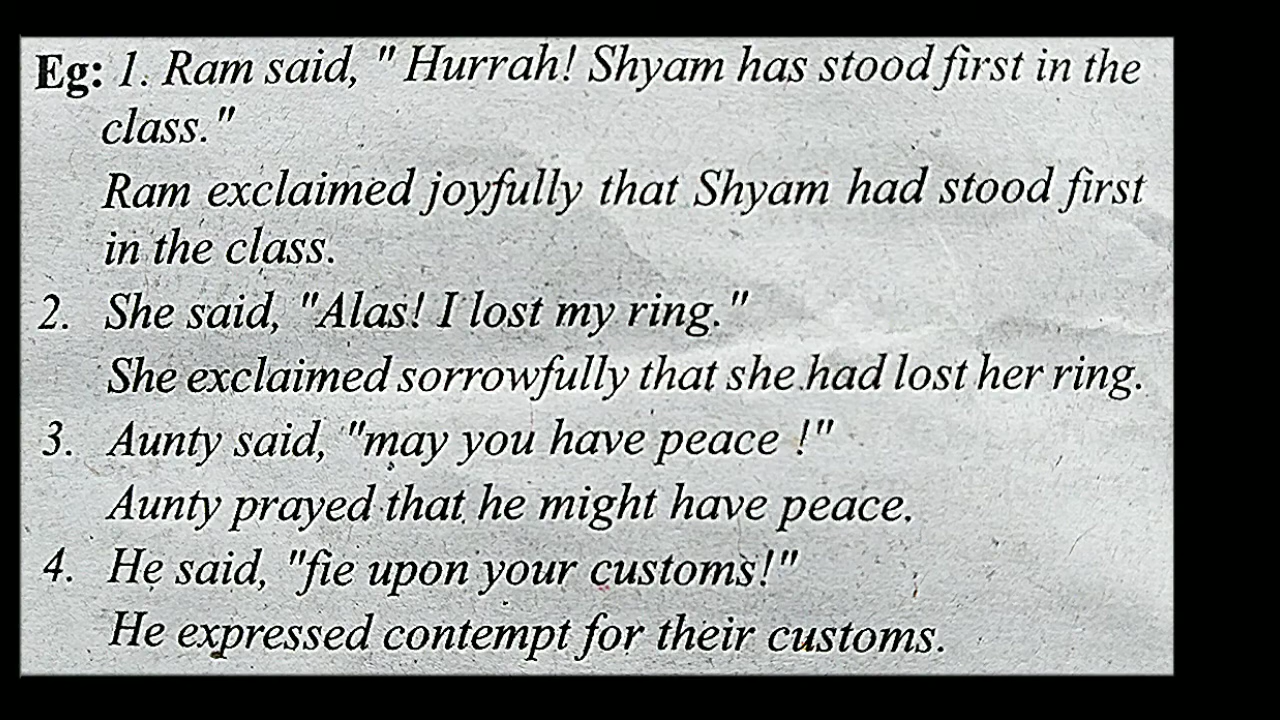 Eg: 1. Ram said, " Hurrah! Shyam has stood first in the
class."
Ram exclaimed joyfully that Shyam had stood first
in the class.
2. She said, "Alas! I lost my ring."
She exclaimed sorrowfully that she had lost her ring.
3. Aunty said, "may you have peace !"
Aunty prayed that he might have peace.
4. He said, "fie upon your customs!"
He expressed contempt for their customs.